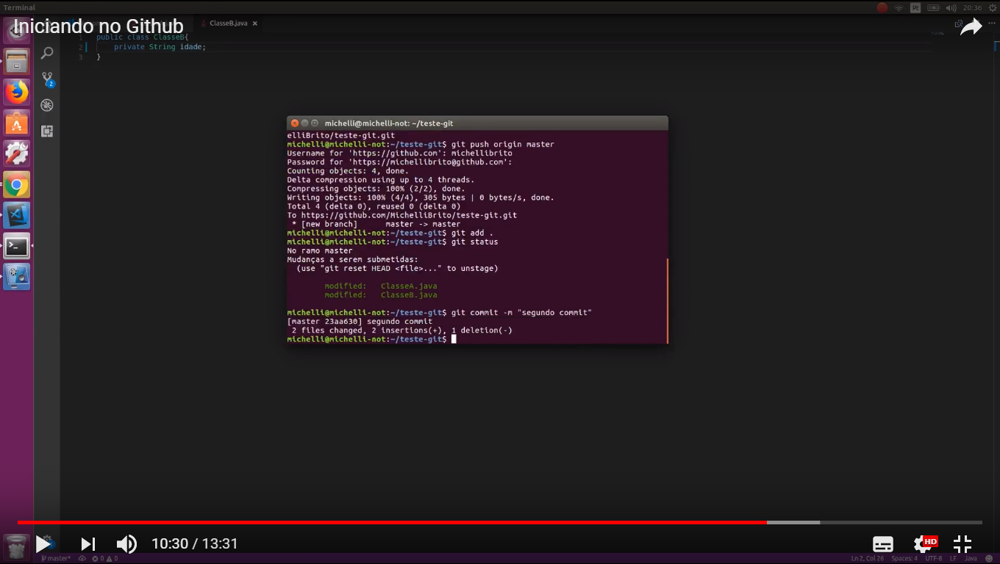 Terminal
Pt
20:36
Iniciando no Github
ClasseB.java
1 public class ClasseB{
2 private String idade;
3 }
2
michelli@michelli-not: ~/teste-git
elliBrito/teste-git.git
michelli@michelli-not:~/teste-git$ git push origin master
Username for 'https://github.com': michellibrito
Password for 'https://michellibrito@github.com':
Counting objects: 4, done.
Delta compression using up to 4 threads.
Compressing objects: 100% (2/2), done.
Writing objects: 100% (4/4), 305 bytes | 0 bytes/s, done.
Total 4 (delta 0), reused 0 (delta 0)
To https://github.com/MichelliBrito/teste-git.git
* [new branch] master -> master
michelli@michelli-not:~/teste-git$ git add .
michelli@michelli-not:~/teste-git$ git status
No ramo master
Mudanças a serem submetidas:
(use "git reset HEAD <file>..." to unstage)
modified: ClasseA.java
modified: ClasseB.java
michelli@michelli-not:~/teste-git$ git commit -m "segundo commit"
[master 23aa630] segundo commit
2 files changed, 2 insertions(+), 1 deletion(-)
michelli@michelli-not:~/teste-git$
10:30 / 13:31
HD
master* 0 0
Ln 2, Col 26 Spaces: 4 UTF-8 LF Java